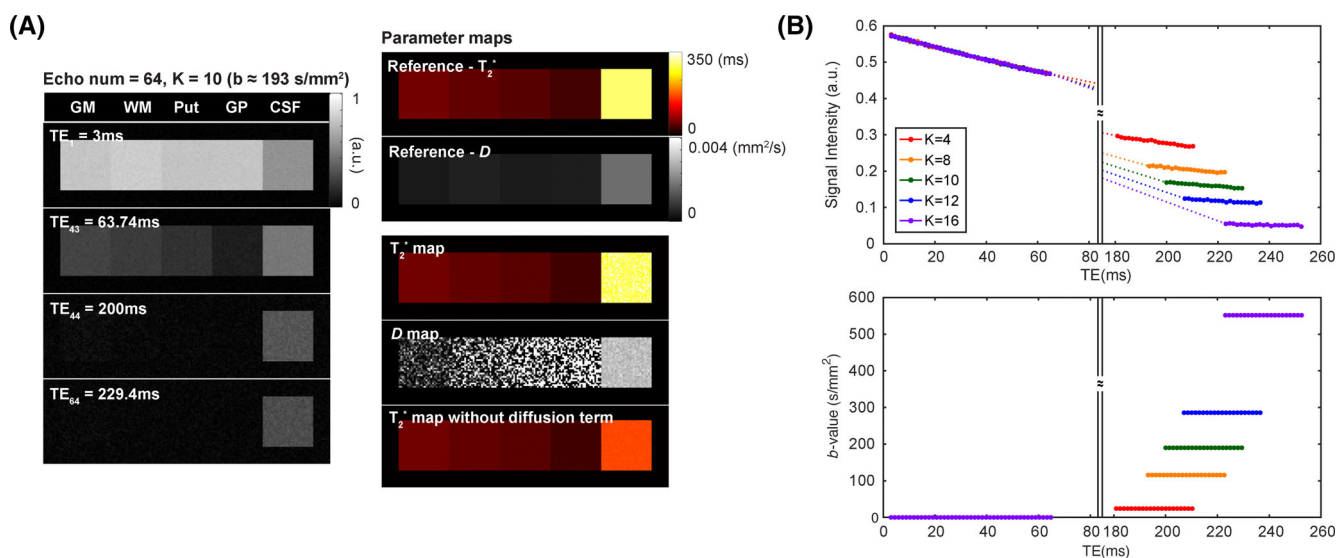 (A)
Echo num = 64, K = 10 (b ≈ 193 s/mm²)
GM WM Put GP CSF
TE₁ = 3ms
1
(a.u.)
0
TE₄₃ = 63.74ms
TE₄₄ = 200ms
TE₆₄ = 229.4ms
Parameter maps
Reference - T₂*
350 (ms)
0
Reference - D
0.004 (mm²/s)
0
T₂* map
D map
T₂* map without diffusion term
(B)
Signal Intensity (a.u.)
0.6
0.5
0.4
0.3
0.2
0.1
0
≈
K=4
K=8
K=10
K=12
K=16
0 20 40 60 80 180 200 220 240 260
TE(ms)
b-value (s/mm²)
600
500
400
300
200
100
0
≈
0 20 40 60 80 180 200 220 240 260
TE(ms)